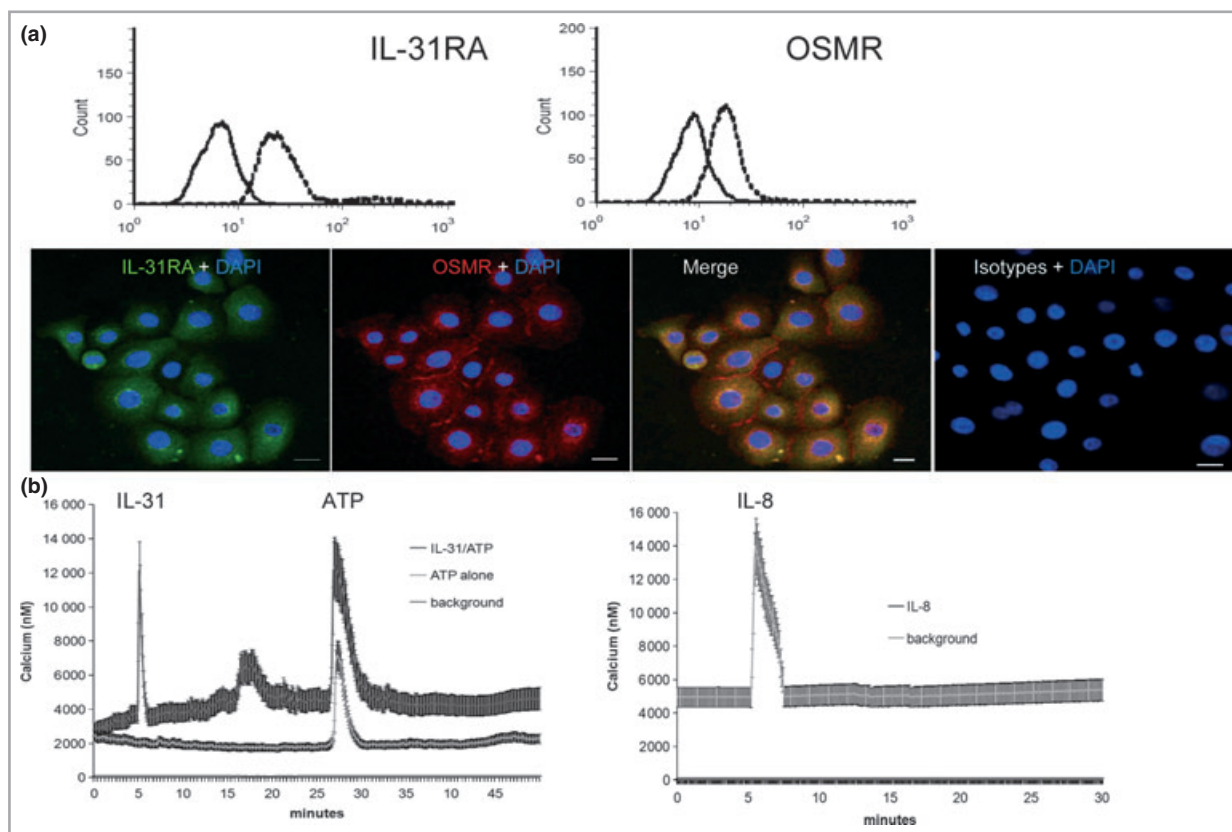 (a)
IL-31RA
OSMR
Count
150
100
50
0
10⁰ 10¹ 10² 10³
Count
200
150
100
50
0
10⁰ 10¹ 10² 10³
IL-31RA + DAPI
OSMR + DAPI
Merge
Isotypes + DAPI
(b)
IL-31
ATP
IL-8
Calcium (nM)
16 000
14 000
12 000
10 000
8000
6000
4000
2000
0
0 5 10 15 20 25 30 35 40 45
minutes
IL-31/ATP
ATP alone
background
Calcium (nM)
16 000
14 000
12 000
10 000
8000
6000
4000
2000
0
0 5 10 15 20 25 30
minutes
IL-8
background